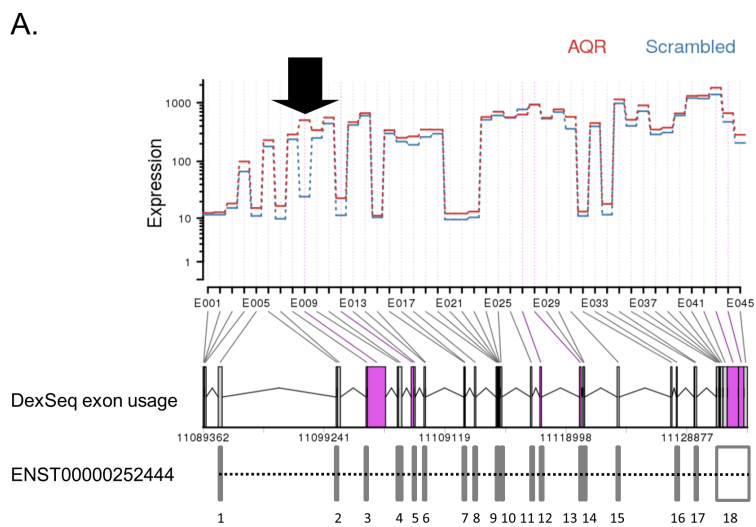 A.
AQR Scrambled
1000
100
10
1
Expression
E001 E005 E009 E013 E017 E021 E025 E029 E033 E037 E041 E045
DexSeq exon usage
11089362 11099241 11109119 11118998 11128877
ENST00000252444
1 2 3 4 5 6 7 8 9 10 11 12 13 14 15 16 17 18